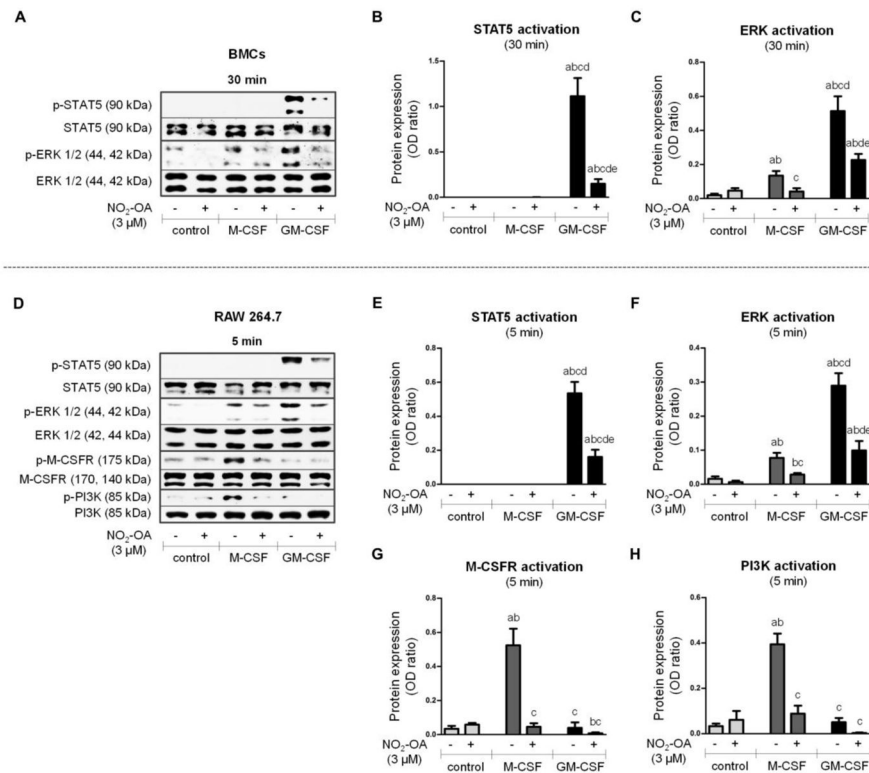 A
BMCs
30 min
p-STAT5 (90 kDa)
STAT5 (90 kDa)
p-ERK 1/2 (44, 42 kDa)
ERK 1/2 (44, 42 kDa)
NO₂-OA - + - + - +
(3 µM)
control M-CSF GM-CSF
B
STAT5 activation
(30 min)
Protein expression
(OD ratio)
1.5
1.0
0.5
0.0
abcd
abcde
NO₂-OA - + - + - +
(3 µM)
control M-CSF GM-CSF
C
ERK activation
(30 min)
Protein expression
(OD ratio)
0.8
0.6
0.4
0.2
0.0
ab
c
abcd
abde
NO₂-OA - + - + - +
(3 µM)
control M-CSF GM-CSF
D
RAW 264.7
5 min
p-STAT5 (90 kDa)
STAT5 (90 kDa)
p-ERK 1/2 (44, 42 kDa)
ERK 1/2 (42, 44 kDa)
p-M-CSFR (175 kDa)
M-CSFR (170, 140 kDa)
p-PI3K (85 kDa)
PI3K (85 kDa)
NO₂-OA - + - + - +
(3 µM)
control M-CSF GM-CSF
E
STAT5 activation
(5 min)
Protein expression
(OD ratio)
0.8
0.6
0.4
0.2
0.0
abcd
abcde
NO₂-OA - + - + - +
(3 µM)
control M-CSF GM-CSF
F
ERK activation
(5 min)
Protein expression
(OD ratio)
0.4
0.3
0.2
0.1
0.0
ab
bc
abcd
abde
NO₂-OA - + - + - +
(3 µM)
control M-CSF GM-CSF
G
M-CSFR activation
(5 min)
Protein expression
(OD ratio)
0.8
0.6
0.4
0.2
0.0
ab
c
c
bc
NO₂-OA - + - + - +
(3 µM)
control M-CSF GM-CSF
H
PI3K activation
(5 min)
Protein expression
(OD ratio)
0.6
0.4
0.2
0.0
ab
c
c
c
NO₂-OA - + - + - +
(3 µM)
control M-CSF GM-CSF